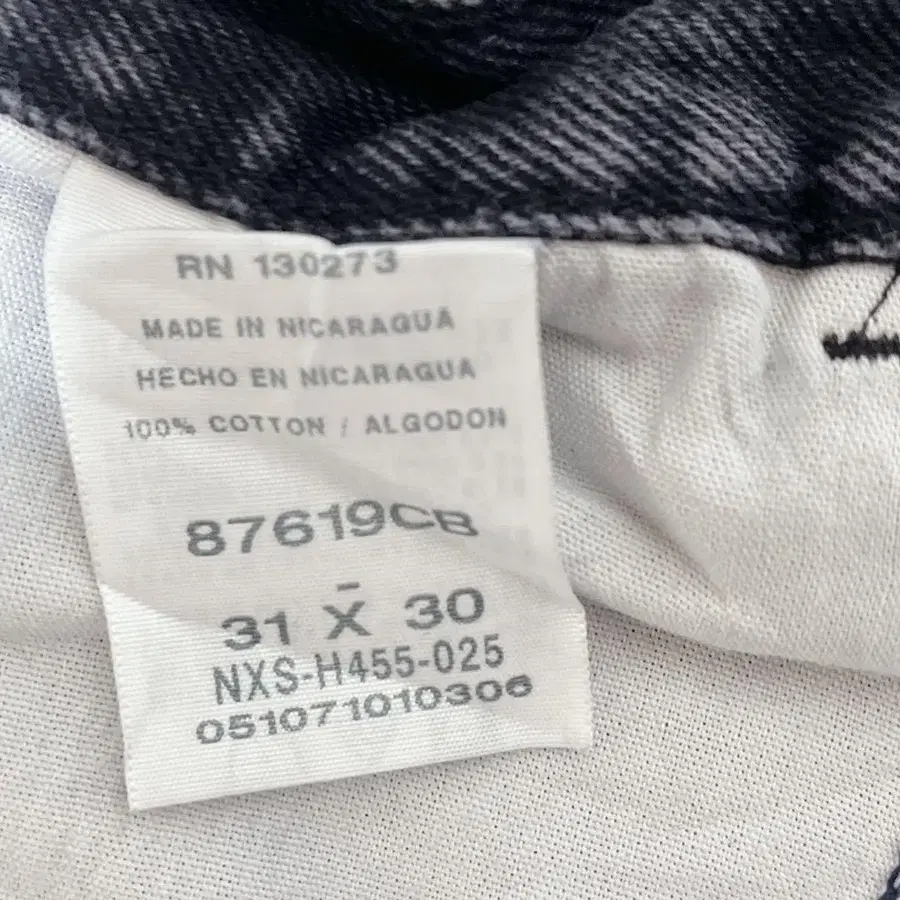 RN 130273
MADE IN NICARAGUA
HECHO EN NICARAGUA
100% COTTON / ALGODON
87619CB
31 X 30
NXS-H455-025
051071010306